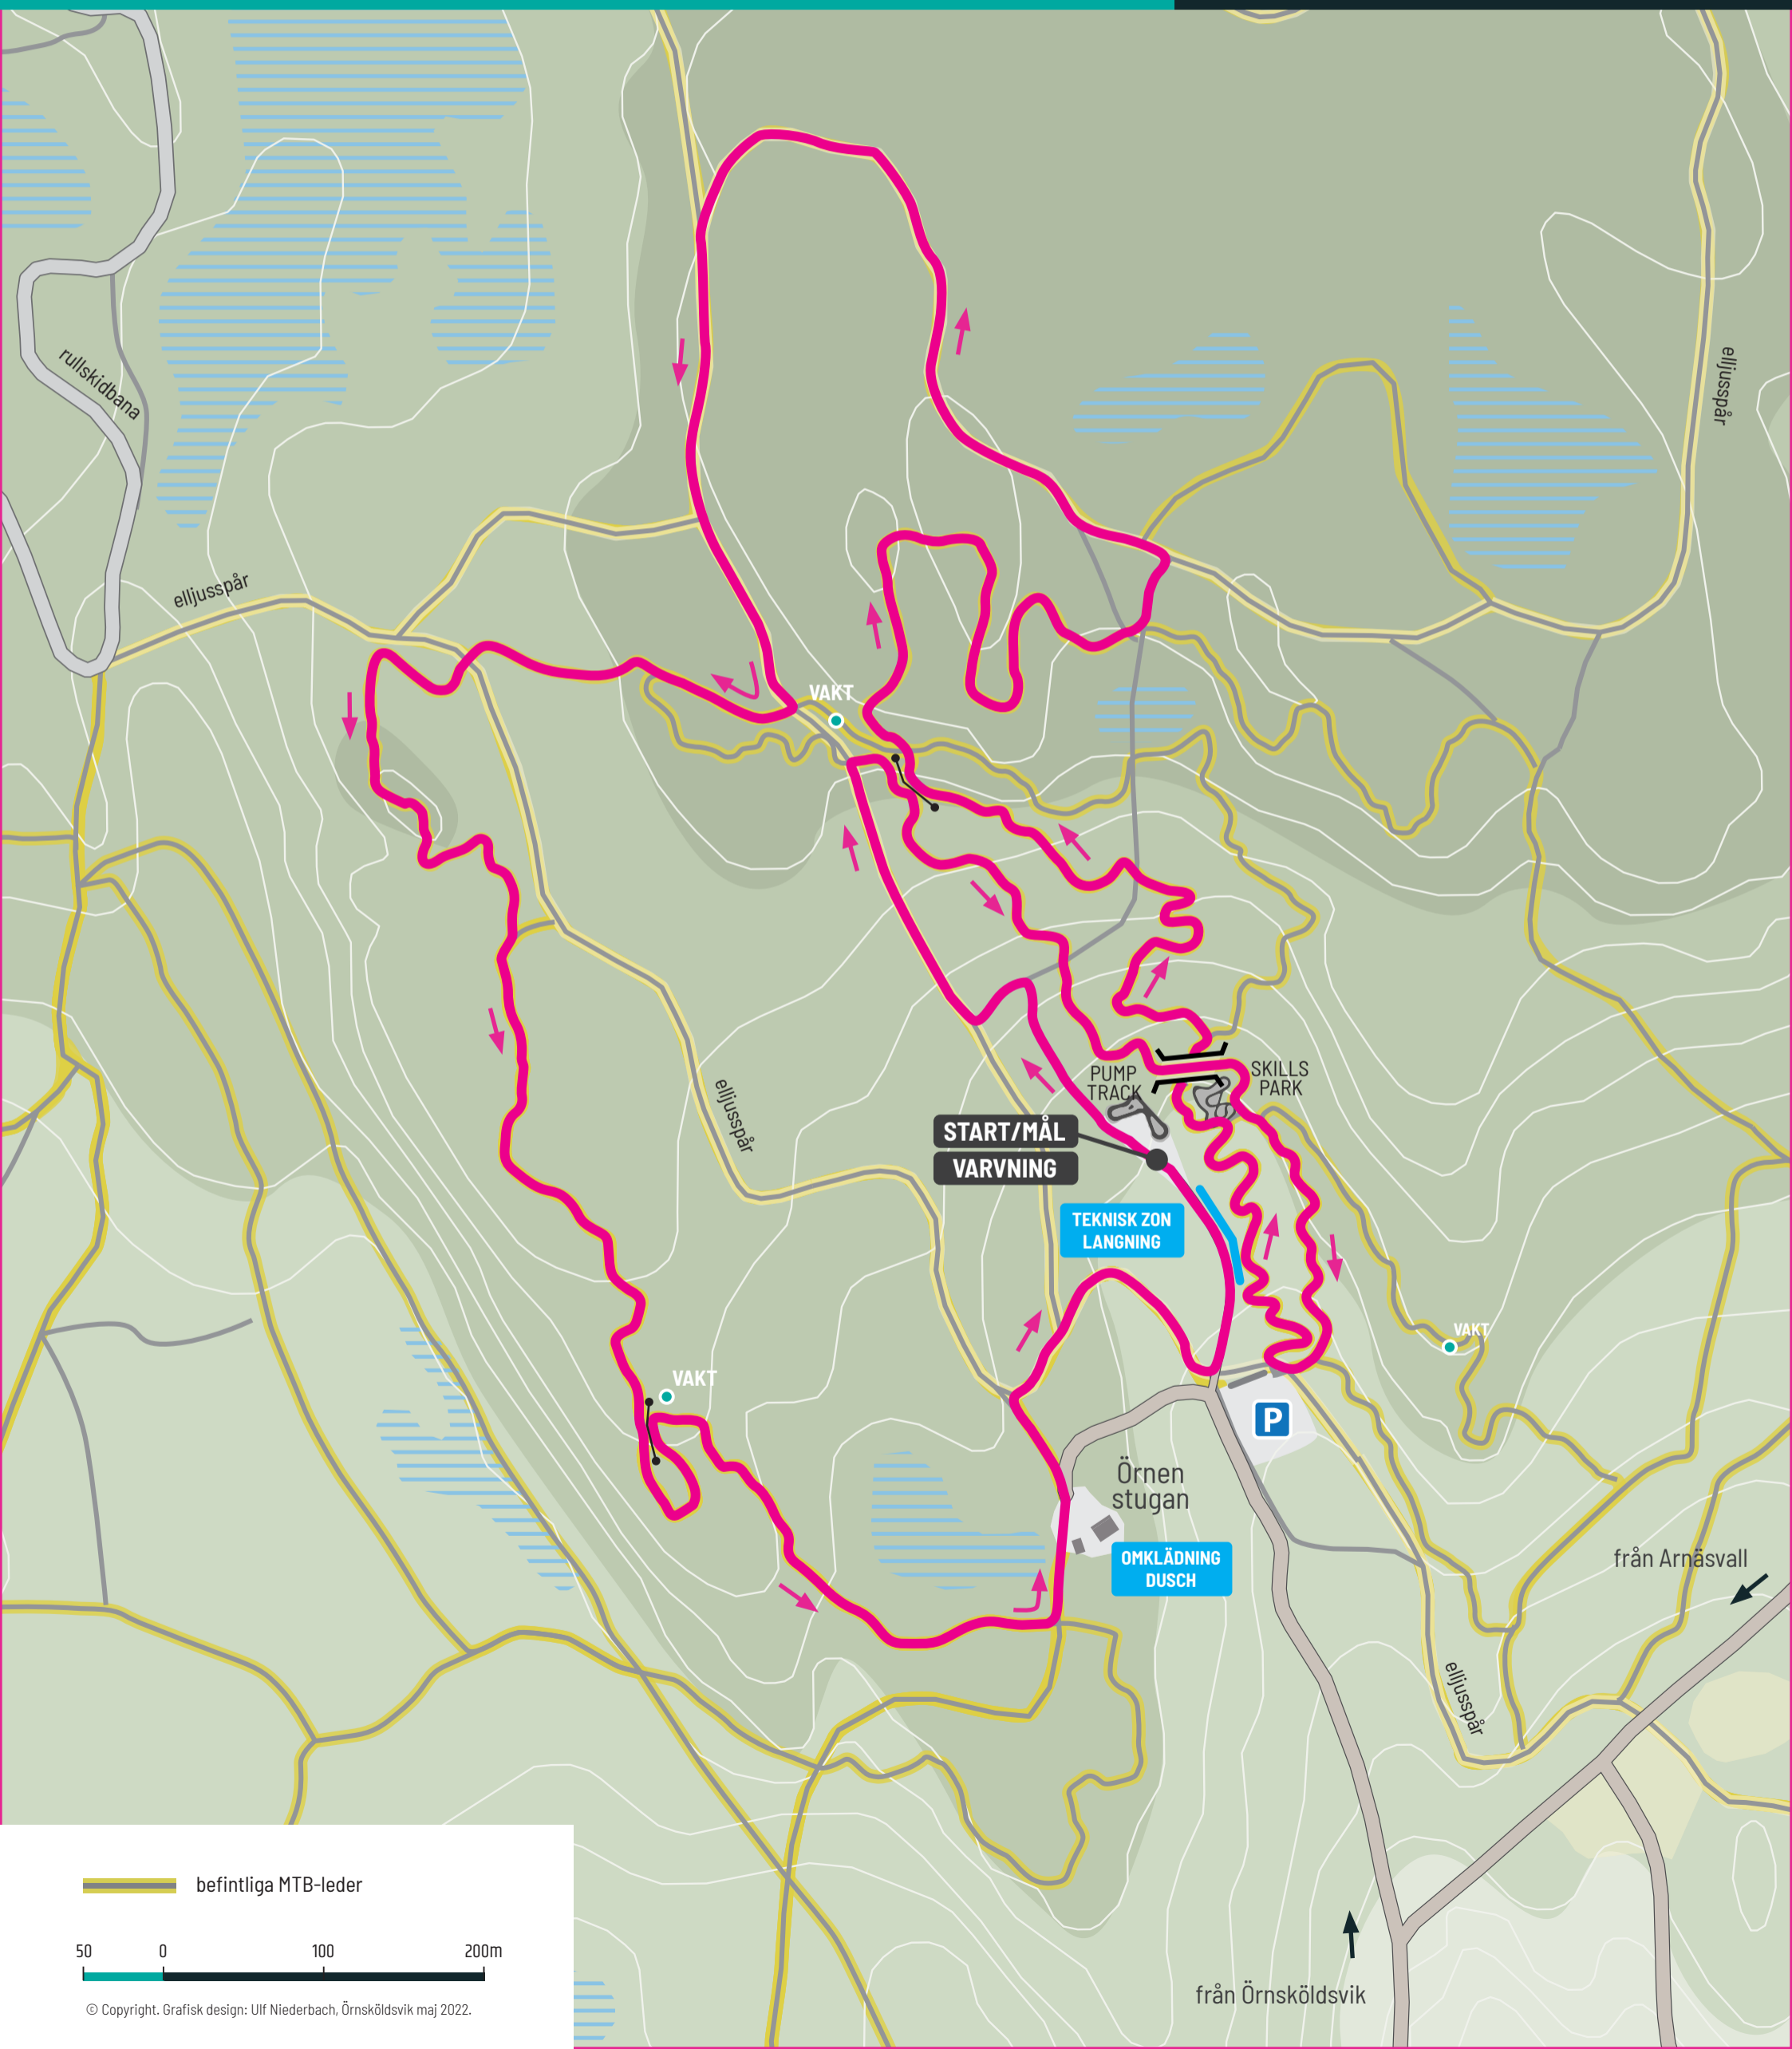 rullskidbana
elljusspår
elljusspår
VAKT
PUMP
TRACK
SKILLS
PARK
elljusspår
START/MÅL
VARVNING
TEKNISK ZON
LANGNING
VAKT
VAKT
P
Örnen
stugan
OMKLÄDNING
DUSCH
från Arnäsvall
elljusspår
från Örnsköldsvik
befintliga MTB-leder
50 0 100 200m
© Copyright. Grafisk design: Ulf Niederbach, Örnsköldsvik maj 2022.